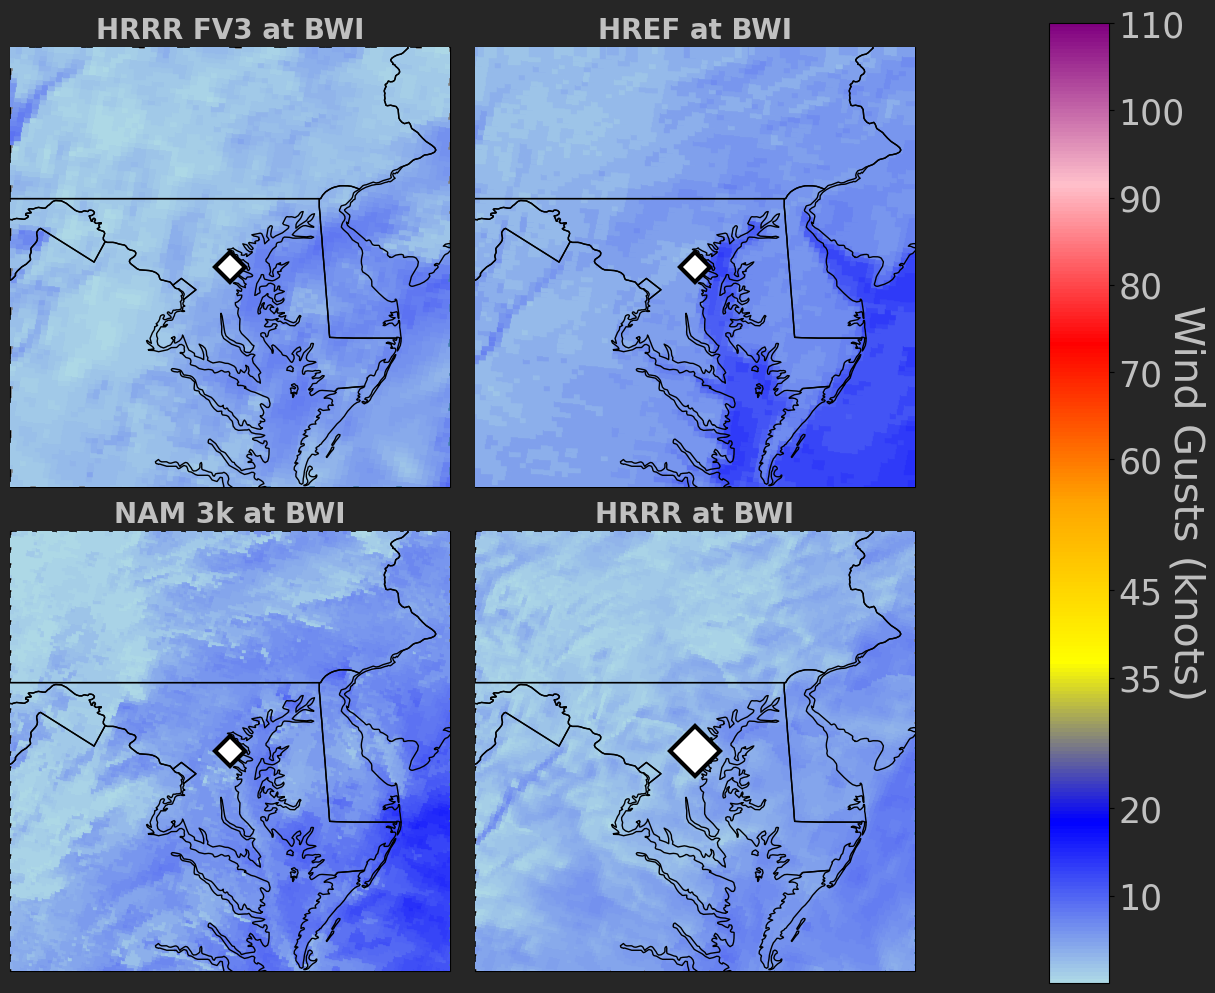 HRRR FV3 at BWI
HREF at BWI
NAM 3k at BWI
HRRR at BWI
110
100
90
80
70
60
45
35
20
10
Wind Gusts (knots)